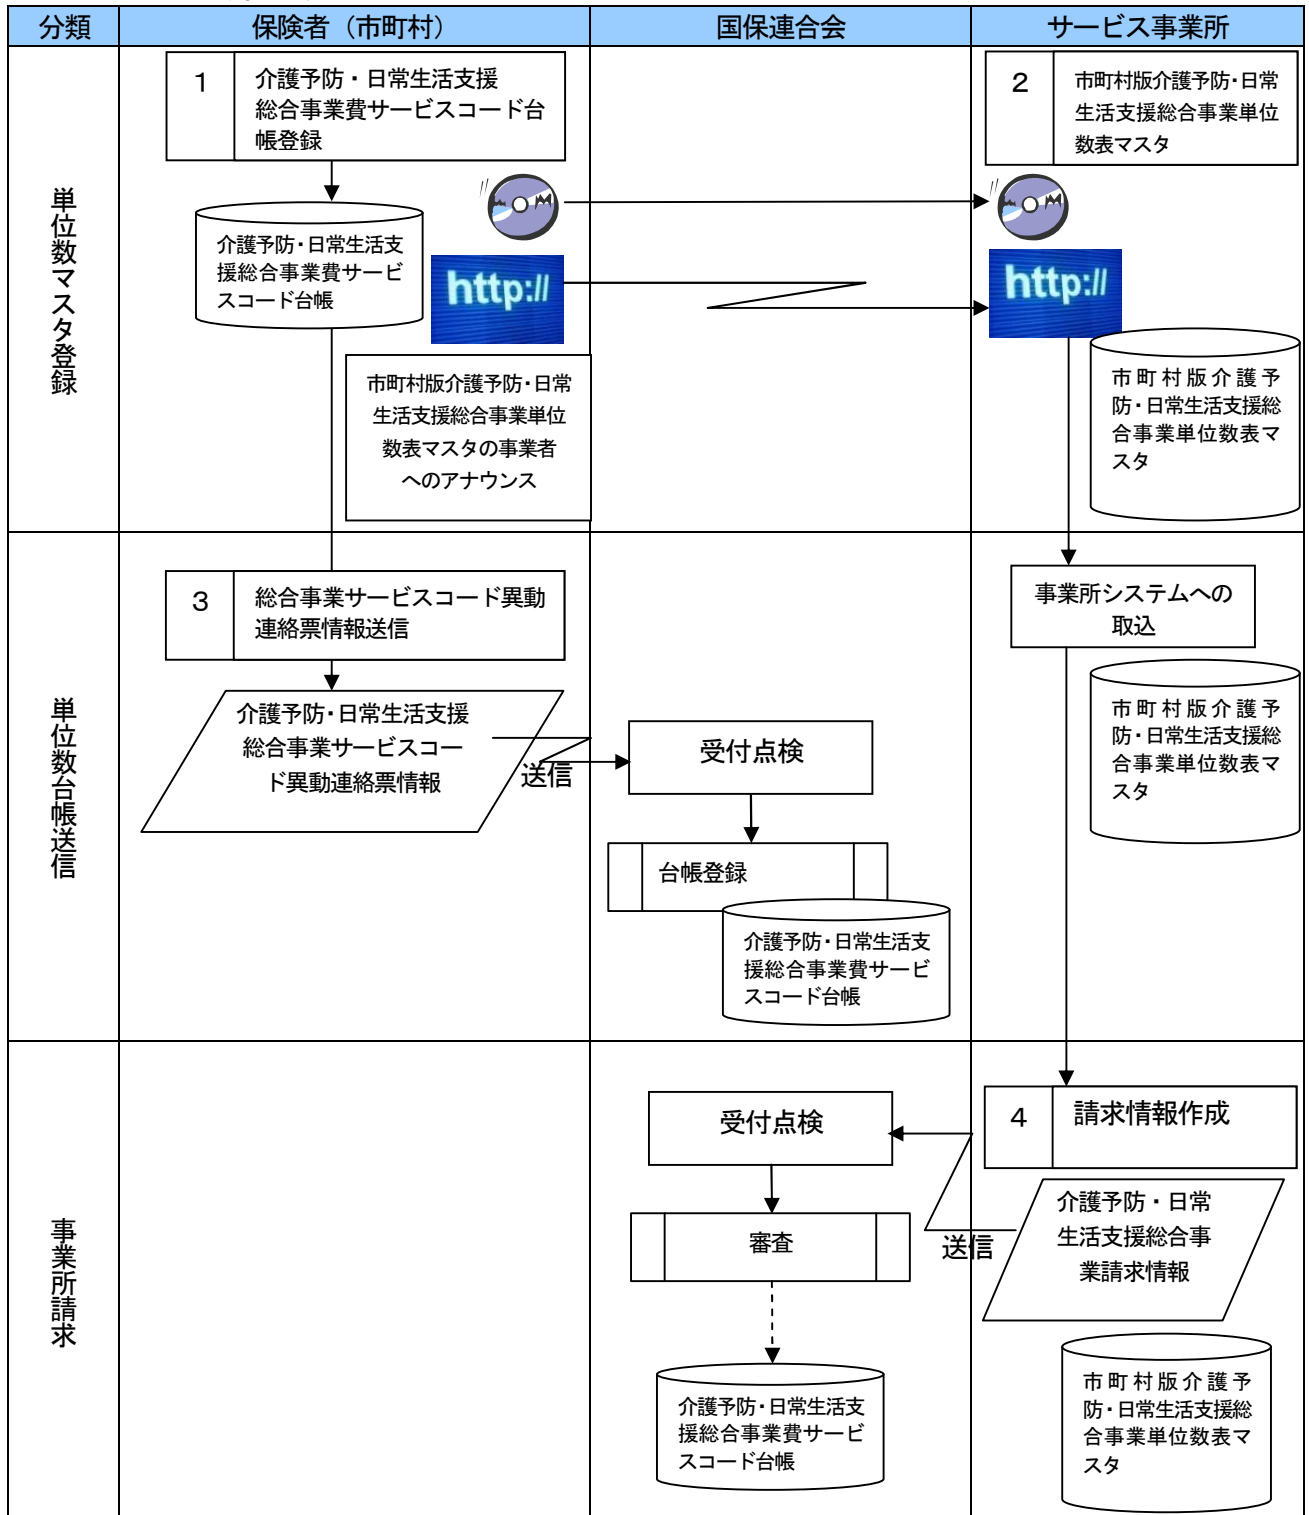 分類
保険者（市町村）
国保連合会
サービス事業所
単位数マスタ登録
1
介護予防・日常生活支援
総合事業費サービスコード台
帳登録
2
市町村版介護予防・日常
生活支援総合事業単位
数表マスタ
介護予防・日常生活支
援総合事業費サービ
スコード台帳
http://
http://
市町村版介護予防・日常
生活支援総合事業単位
数表マスタの事業者
へのアナウンス
市町村版介護予
防・日常生活支援総
合事業単位数表マ
スタ
単位数台帳送信
3
総合事業サービスコード異動
連絡票情報送信
事業所システムへの
取込
介護予防・日常生活支援
総合事業サービスコー
ド異動連絡票情報
送信
受付点検
市町村版介護予
防・日常生活支援総
合事業単位数表マ
スタ
台帳登録
介護予防・日常生活支
援総合事業費サービ
スコード台帳
事業所請求
受付点検
4
請求情報作成
審査
送信
介護予防・日常
生活支援総合事
業請求情報
介護予防・日常生活支
援総合事業費サービ
スコード台帳
市町村版介護予
防・日常生活支援総
合事業単位数表マ
スタ